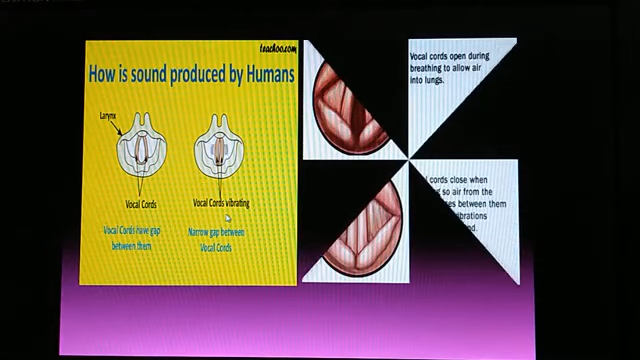 teachoo.com
How is sound produced by Humans
Larynx
Vocal Cords
Vocal Cords vibrating
Vocal Cords have gap
between them
Narrow gap between
Vocal Cords
Vocal cords open during
breathing to allow air
into lungs.
cords close when
so air from the
between them